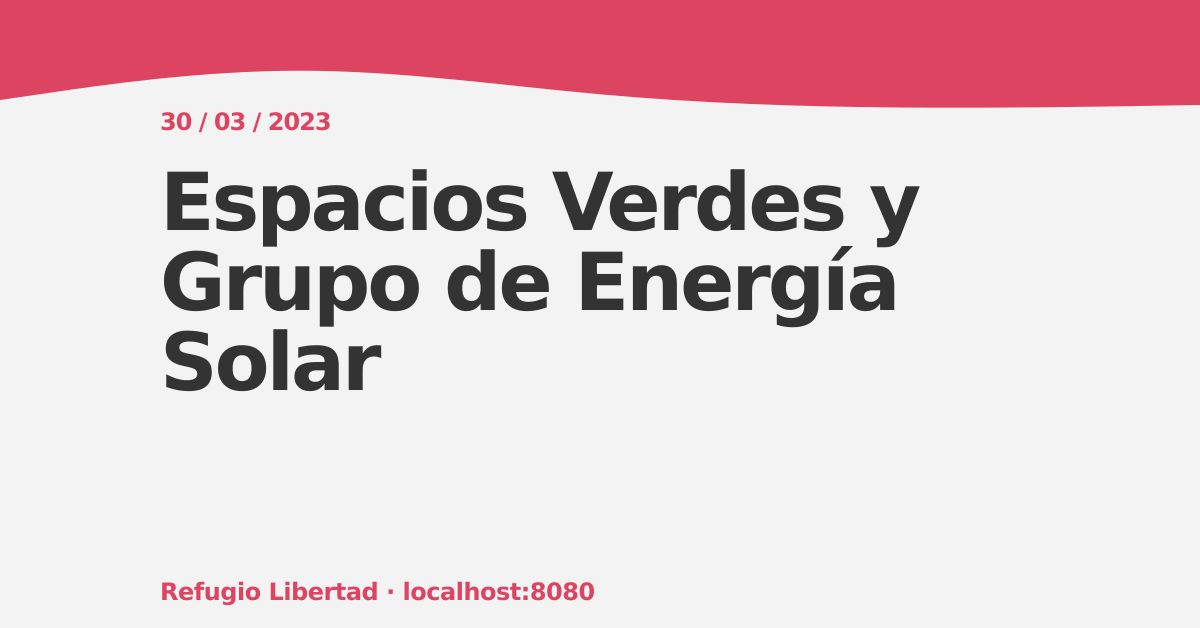 30 / 03 / 2023
Espacios Verdes y
Grupo de Energía
Solar
Refugio Libertad · localhost:8080